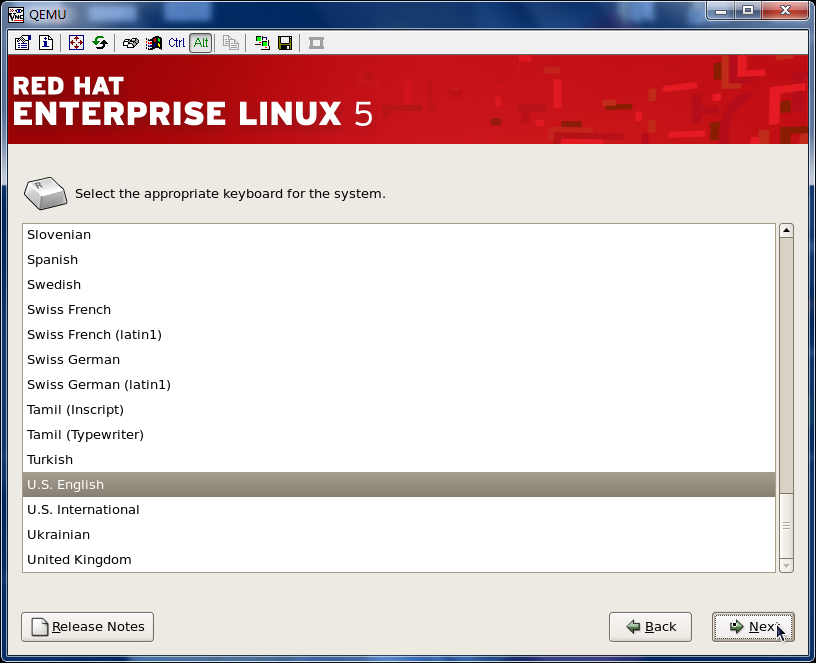 QEMU
Ctrl Alt
RED HAT
ENTERPRISE LINUX 5
R
Select the appropriate keyboard for the system.
Slovenian
Spanish
Swedish
Swiss French
Swiss French (latin1)
Swiss German
Swiss German (latin1)
Tamil (Inscript)
Tamil (Typewriter)
Turkish
U.S. English
U.S. International
Ukrainian
United Kingdom
Release Notes
Back
Next